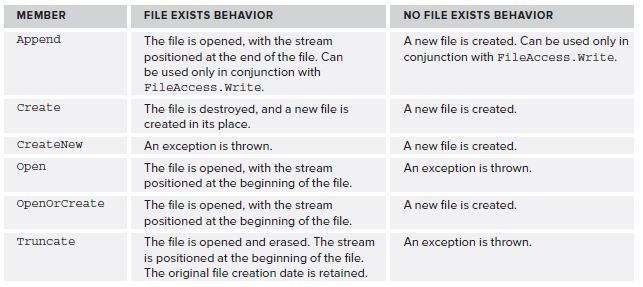 MEMBER FILE EXISTS BEHAVIOR NO FILE EXISTS BEHAVIOR
Append
The file is opened, with the stream
positioned at the end of the file. Can
be used only in conjunction with
FileAccess.Write.
A new file is created. Can be used only in
conjunction with FileAccess.Write.
Create
The file is destroyed, and a new file is
created in its place.
A new file is created.
CreateNew
An exception is thrown.
A new file is created.
Open
The file is opened, with the stream
positioned at the beginning of the file.
An exception is thrown.
OpenOrCreate
The file is opened, with the stream
positioned at the beginning of the file.
A new file is created.
Truncate
The file is opened and erased. The stream
is positioned at the beginning of the file.
The original file creation date is retained.
An exception is thrown.